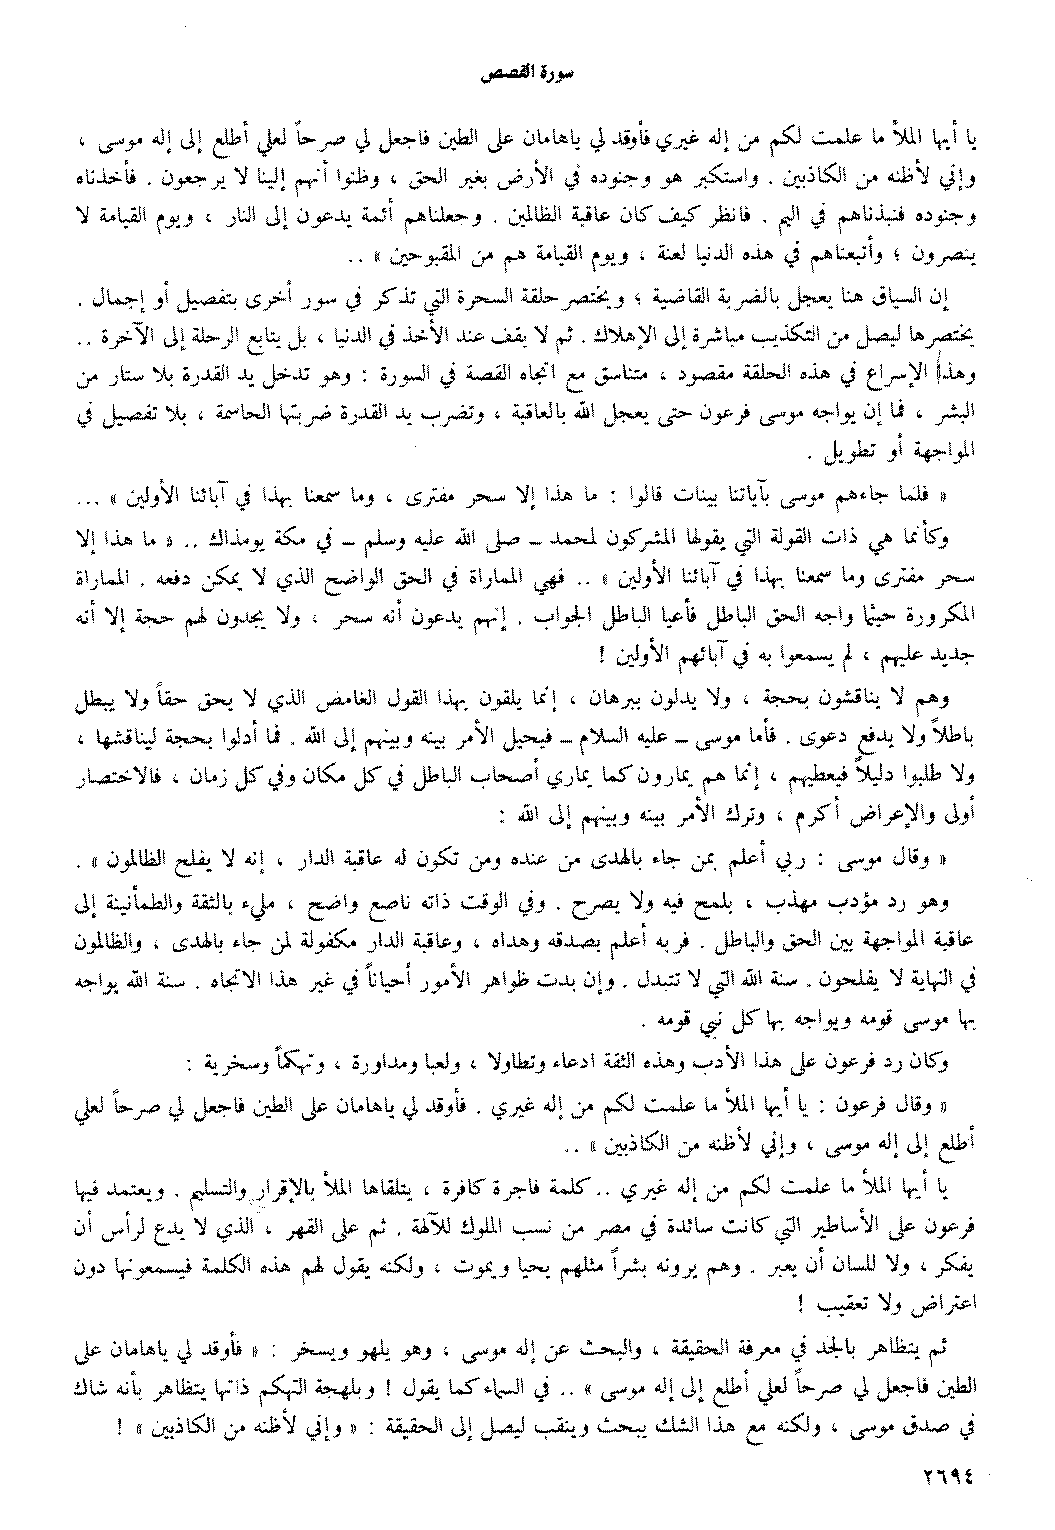 سورة القصص
يا أيها الملأ ما علمت لكم من إله غيري فأوقد لي ياهامان على الطين فاجعل لي صرحاً لعلي أطلع إلى إله موسى ،
وإني لأظنه من الكاذبين . واستكبر هو وجنوده في الأرض بغير الحق ، وظنوا أنهم إلينا لا يرجعون . فأخذناه
وجنوده فنبذناهم في اليم . فانظر كيف كان عاقبة الظالمين . وجعلناهم أئمة يدعون إلى النار ، ويوم القيامة لا
ينصرون ؛ وأتبعناهم في هذه الدنيا لعنة ، ويوم القيامة هم من المقبوحين » ..
إن السياق هنا يعجل بالضربة القاضية ؛ ويختصر حلقة السحرة التي تذكر في سور أخرى بتفصيل أو إجمال .
يختصرها ليصل من التكذيب مباشرة إلى الإهلاك . ثم لا يقف عند الأخذ في الدنيا ، بل يتابع الرحلة إلى الآخرة ..
وهذا الإسراع في هذه الحلقة مقصود ، متناسق مع اتجاه القصة في السورة : وهو تدخل يد القدرة بلا ستار من
البشر ، فما إن يواجه موسى فرعون حتى يعجل الله بالعاقبة ، وتضرب يد القدرة ضربتها الحاسمة ، بلا تفصيل في
المواجهة أو تطويل .
« فلما جاءهم موسى بآياتنا بينات قالوا : ما هذا إلا سحر مفترى ، وما سمعنا بهذا في آبائنا الأولين » ...
وكأنما هي ذات القولة التي يقولها المشركون لمحمد – صلى الله عليه وسلم – في مكة يومذاك .. « ما هذا إلا
سحر مفترى وما سمعنا بهذا في آبائنا الأولين » .. فهي المماراة في الحق الواضح الذي لا يمكن دفعه . المماراة
المكرورة حيثما واجه الحق الباطل فأعيا الباطل الجواب . إنهم يدعون أنه سحر ، ولا يجدون لهم حجة إلا أنه
جديد عليهم ، لم يسمعوا به في آبائهم الأولين !
وهم لا يناقشون بحجة ، ولا يدلون ببرهان ، إنما يلقون بهذا القول الغامض الذي لا يحق حقاً ولا يبطل
باطلاً ولا يدفع دعوى . فأما موسى – عليه السلام – فيحيل الأمر بينه وبينهم إلى الله . فما أدلوا بحجة ليناقشها ،
ولا طلبوا دليلاً فيعطيهم ، إنما هم يمارون كما يماري أصحاب الباطل في كل مكان وفي كل زمان ، فالاختصار
أولى والإعراض أكرم ، وترك الأمر بينه وبينهم إلى الله :
« وقال موسى : ربي أعلم بمن جاء بالهدى من عنده ومن تكون له عاقبة الدار ، إنه لا يفلح الظالمون » .
وهو رد مؤدب مهذب ، يلمح فيه ولا يصرح . وفي الوقت ذاته ناصع واضح ، مليء بالثقة والطمأنينة إلى
عاقبة المواجهة بين الحق والباطل . فربه أعلم بصدقه وهداه ، وعاقبة الدار مكفولة لمن جاء بالهدى ، والظالمون
في النهاية لا يفلحون . سنة الله التي لا تتبدل . وإن بدت ظواهر الأمور أحياناً في غير هذا الاتجاه . سنة الله يواجه
بها موسى قومه ويواجه بها كل نبي قومه .
وكان رد فرعون على هذا الأدب وهذه الثقة ادعاء وتطاولا ، ولعبا ومداورة ، وتهكماً وسخرية :
« وقال فرعون : يا أيها الملأ ما علمت لكم من إله غيري . فأوقد لي ياهامان على الطين فاجعل لي صرحاً لعلي
أطلع إلى إله موسى ، وإني لأظنه من الكاذبين » ..
يا أيها الملأ ما علمت لكم من إله غيري .. كلمة فاجرة كافرة ، يتلقاها الملأ بالإقرار والتسليم . ويعتمد فيها
فرعون على الأساطير التي كانت سائدة في مصر من نسب الملوك للآلهة . ثم على القهر ، الذي لا يدع لرأس أن
يفكر ، ولا للسان أن يعبر . وهم يرونه بشراً مثلهم يحيا ويموت ، ولكنه يقول لهم هذه الكلمة فيسمعونها دون
اعتراض ولا تعقيب !
ثم يتظاهر بالجد في معرفة الحقيقة ، والبحث عن إله موسى ، وهو يلهو ويسخر : « فأوقد لي ياهامان على
الطين فاجعل لي صرحاً لعلي أطلع إلى إله موسى » .. في السماء كما يقول ! وبلهجة التهكم ذاتها يتظاهر بأنه شاك
في صدق موسى ، ولكنه مع هذا الشك يبحث وينقب ليصل إلى الحقيقة : « وإني لأظنه من الكاذبين » !
٢٦٩٤